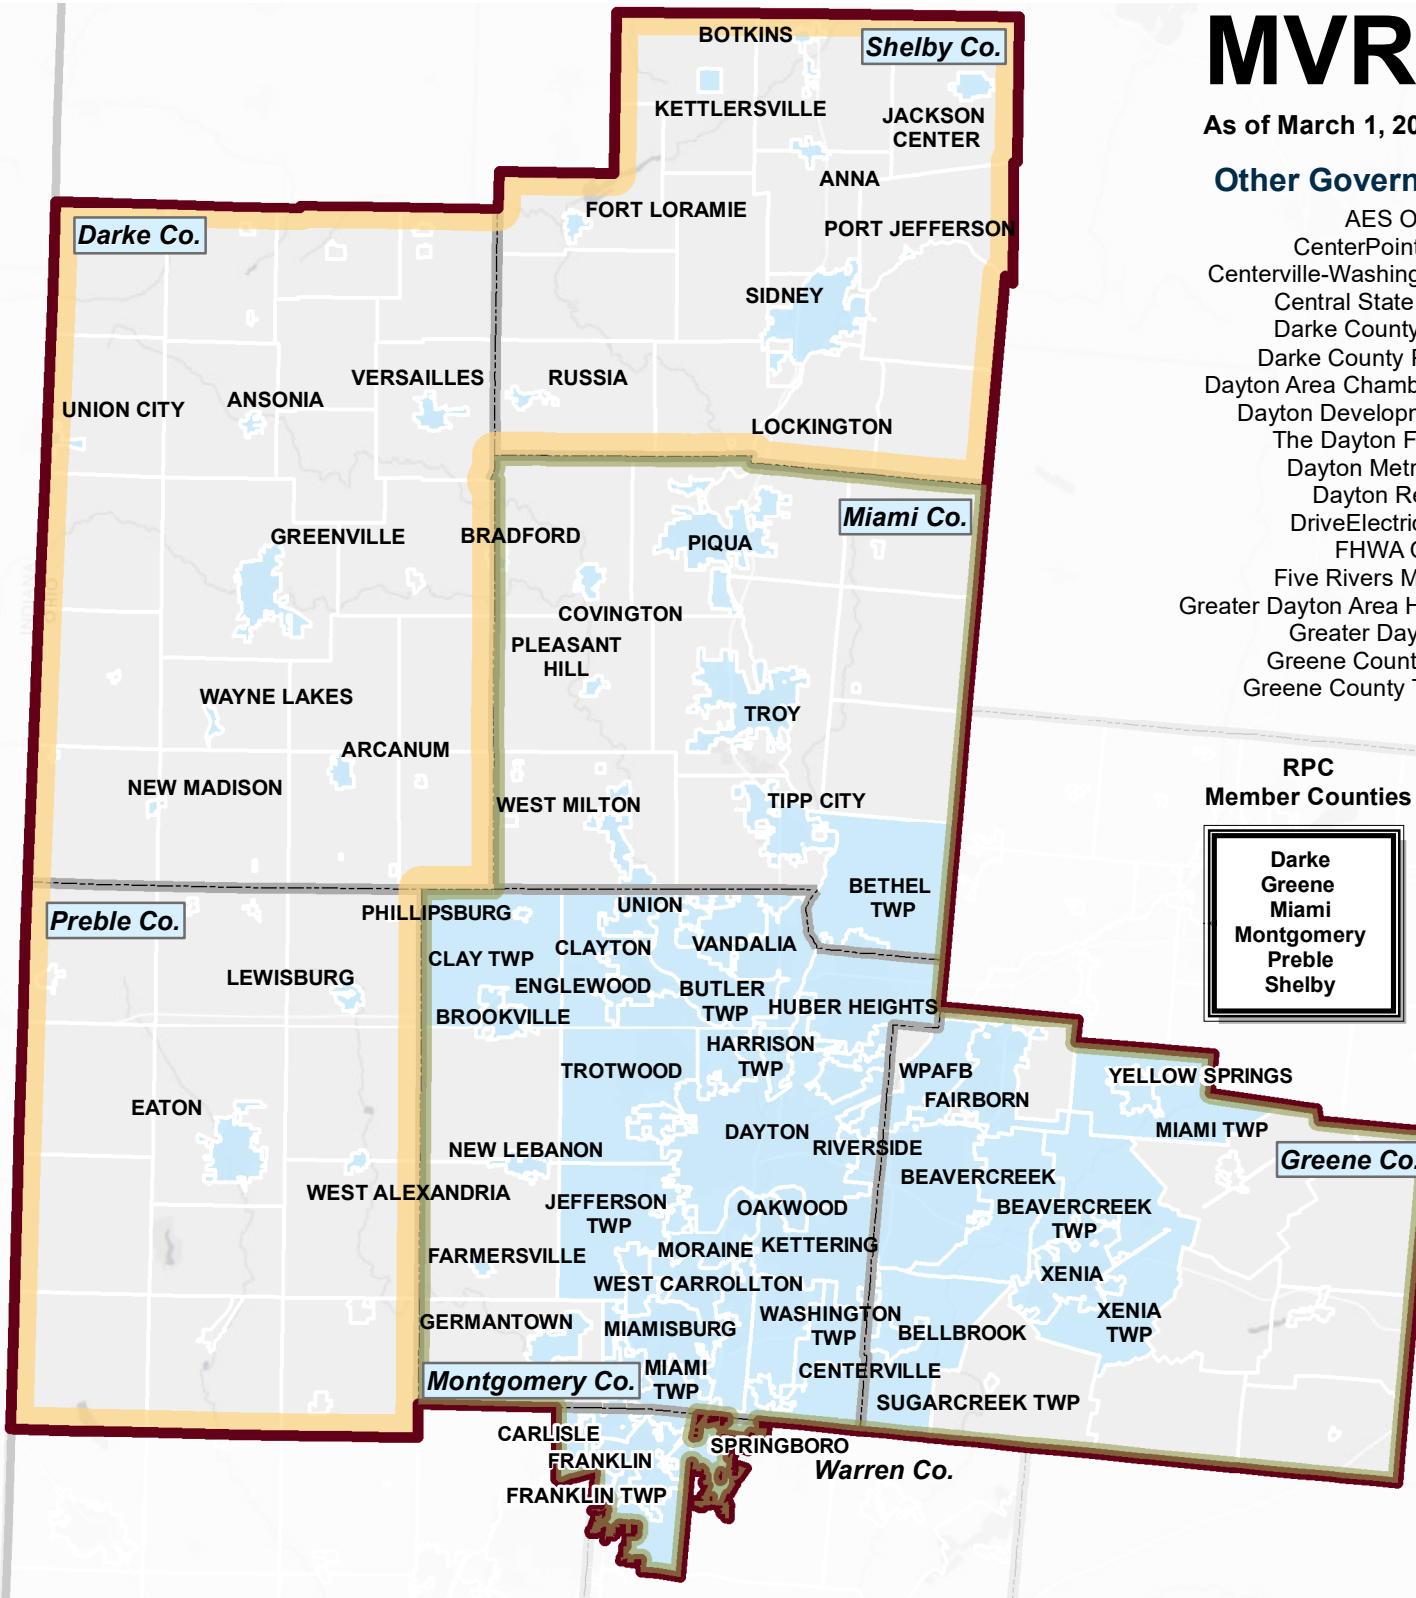 MVR
As of March 1, 20
Other Govern
AES O
CenterPoint
Centerville-Washing
Central State
Darke County
Darke County F
Dayton Area Chamb
Dayton Developm
The Dayton F
Dayton Metr
Dayton Re
DriveElectric
FHWA O
Five Rivers M
Greater Dayton Area H
Greater Day
Greene Count
Greene County T
RPC
Member Counties
Darke
Greene
Miami
Montgomery
Preble
Shelby
Shelby Co.
BOTKINS
KETTLERSVILLE
JACKSON
CENTER
ANNA
FORT LORAMIE
PORT JEFFERSON
SIDNEY
RUSSIA
LOCKINGTON
Darke Co.
VERSAILLES
ANSONIA
UNION CITY
GREENVILLE
BRADFORD
WAYNE LAKES
ARCANUM
NEW MADISON
INDIANA
OHIO
Miami Co.
PIQUA
COVINGTON
PLEASANT
HILL
TROY
WEST MILTON
TIPP CITY
BETHEL
TWP
Preble Co.
LEWISBURG
EATON
WEST ALEXANDRIA
PHILLIPSBURG
UNION
CLAY TWP
CLAYTON
VANDALIA
ENGLEWOOD
BUTLER
TWP
HUBER HEIGHTS
BROOKVILLE
HARRISON
TWP
TROTWOOD
DAYTON
RIVERSIDE
NEW LEBANON
JEFFERSON
TWP
OAKWOOD
MORAINE
KETTERING
FARMERSVILLE
WEST CARROLLTON
GERMANTOWN
MIAMISBURG
WASHINGTON
TWP
MIAMI
TWP
CENTERVILLE
Montgomery Co.
WPAFB
FAIRBORN
YELLOW SPRINGS
MIAMI TWP
Greene Co.
BEAVERCREEK
BEAVERCREEK
TWP
XENIA
XENIA
TWP
BELLBROOK
SUGARCREEK TWP
CARLISLE
FRANKLIN
SPRINGBORO
FRANKLIN TWP
Warren Co.